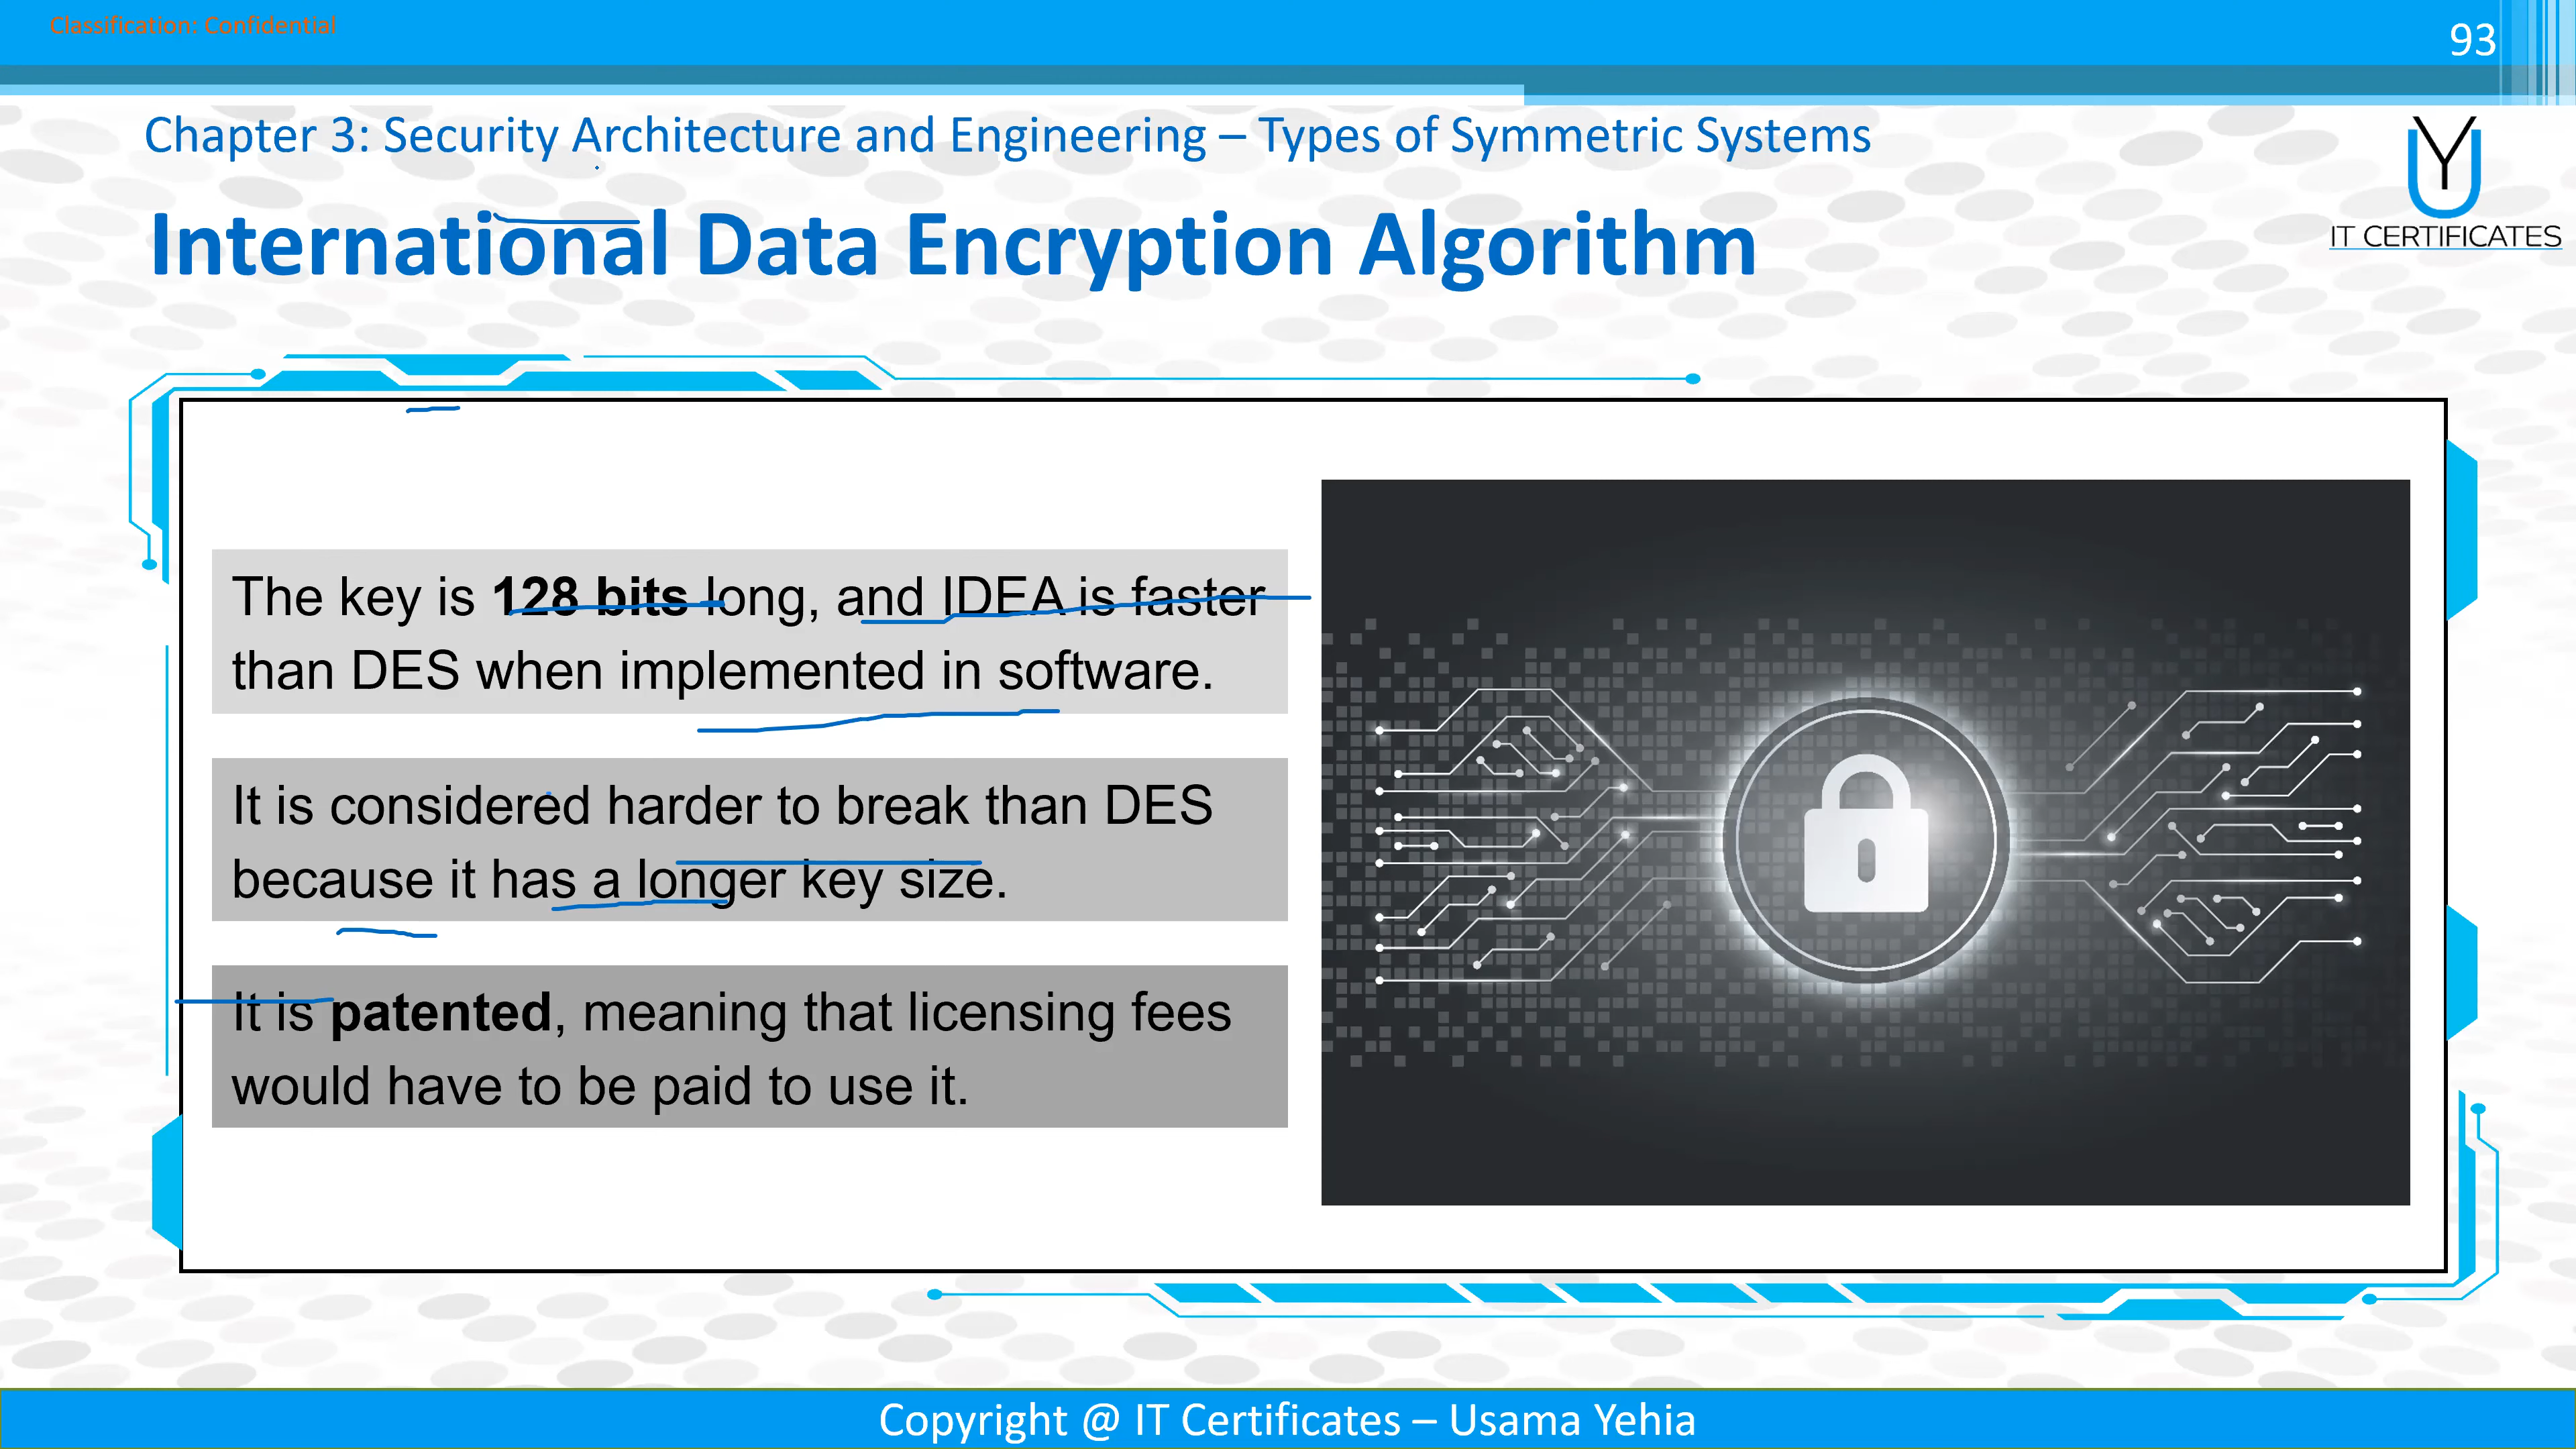 Classification: Confidential
93
Chapter 3: Security Architecture and Engineering – Types of Symmetric Systems
International Data Encryption Algorithm
UY
IT CERTIFICATES
The key is 128 bits long, and IDEA is faster
than DES when implemented in software.
It is considered harder to break than DES
because it has a longer key size.
It is patented, meaning that licensing fees
would have to be paid to use it.
Copyright @ IT Certificates – Usama Yehia